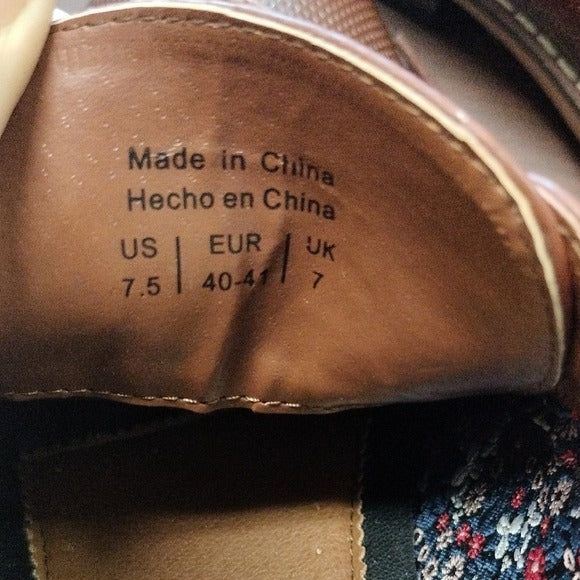 Made in China
Hecho en China
US | EUR | UK
7.5 | 40-41 | 7